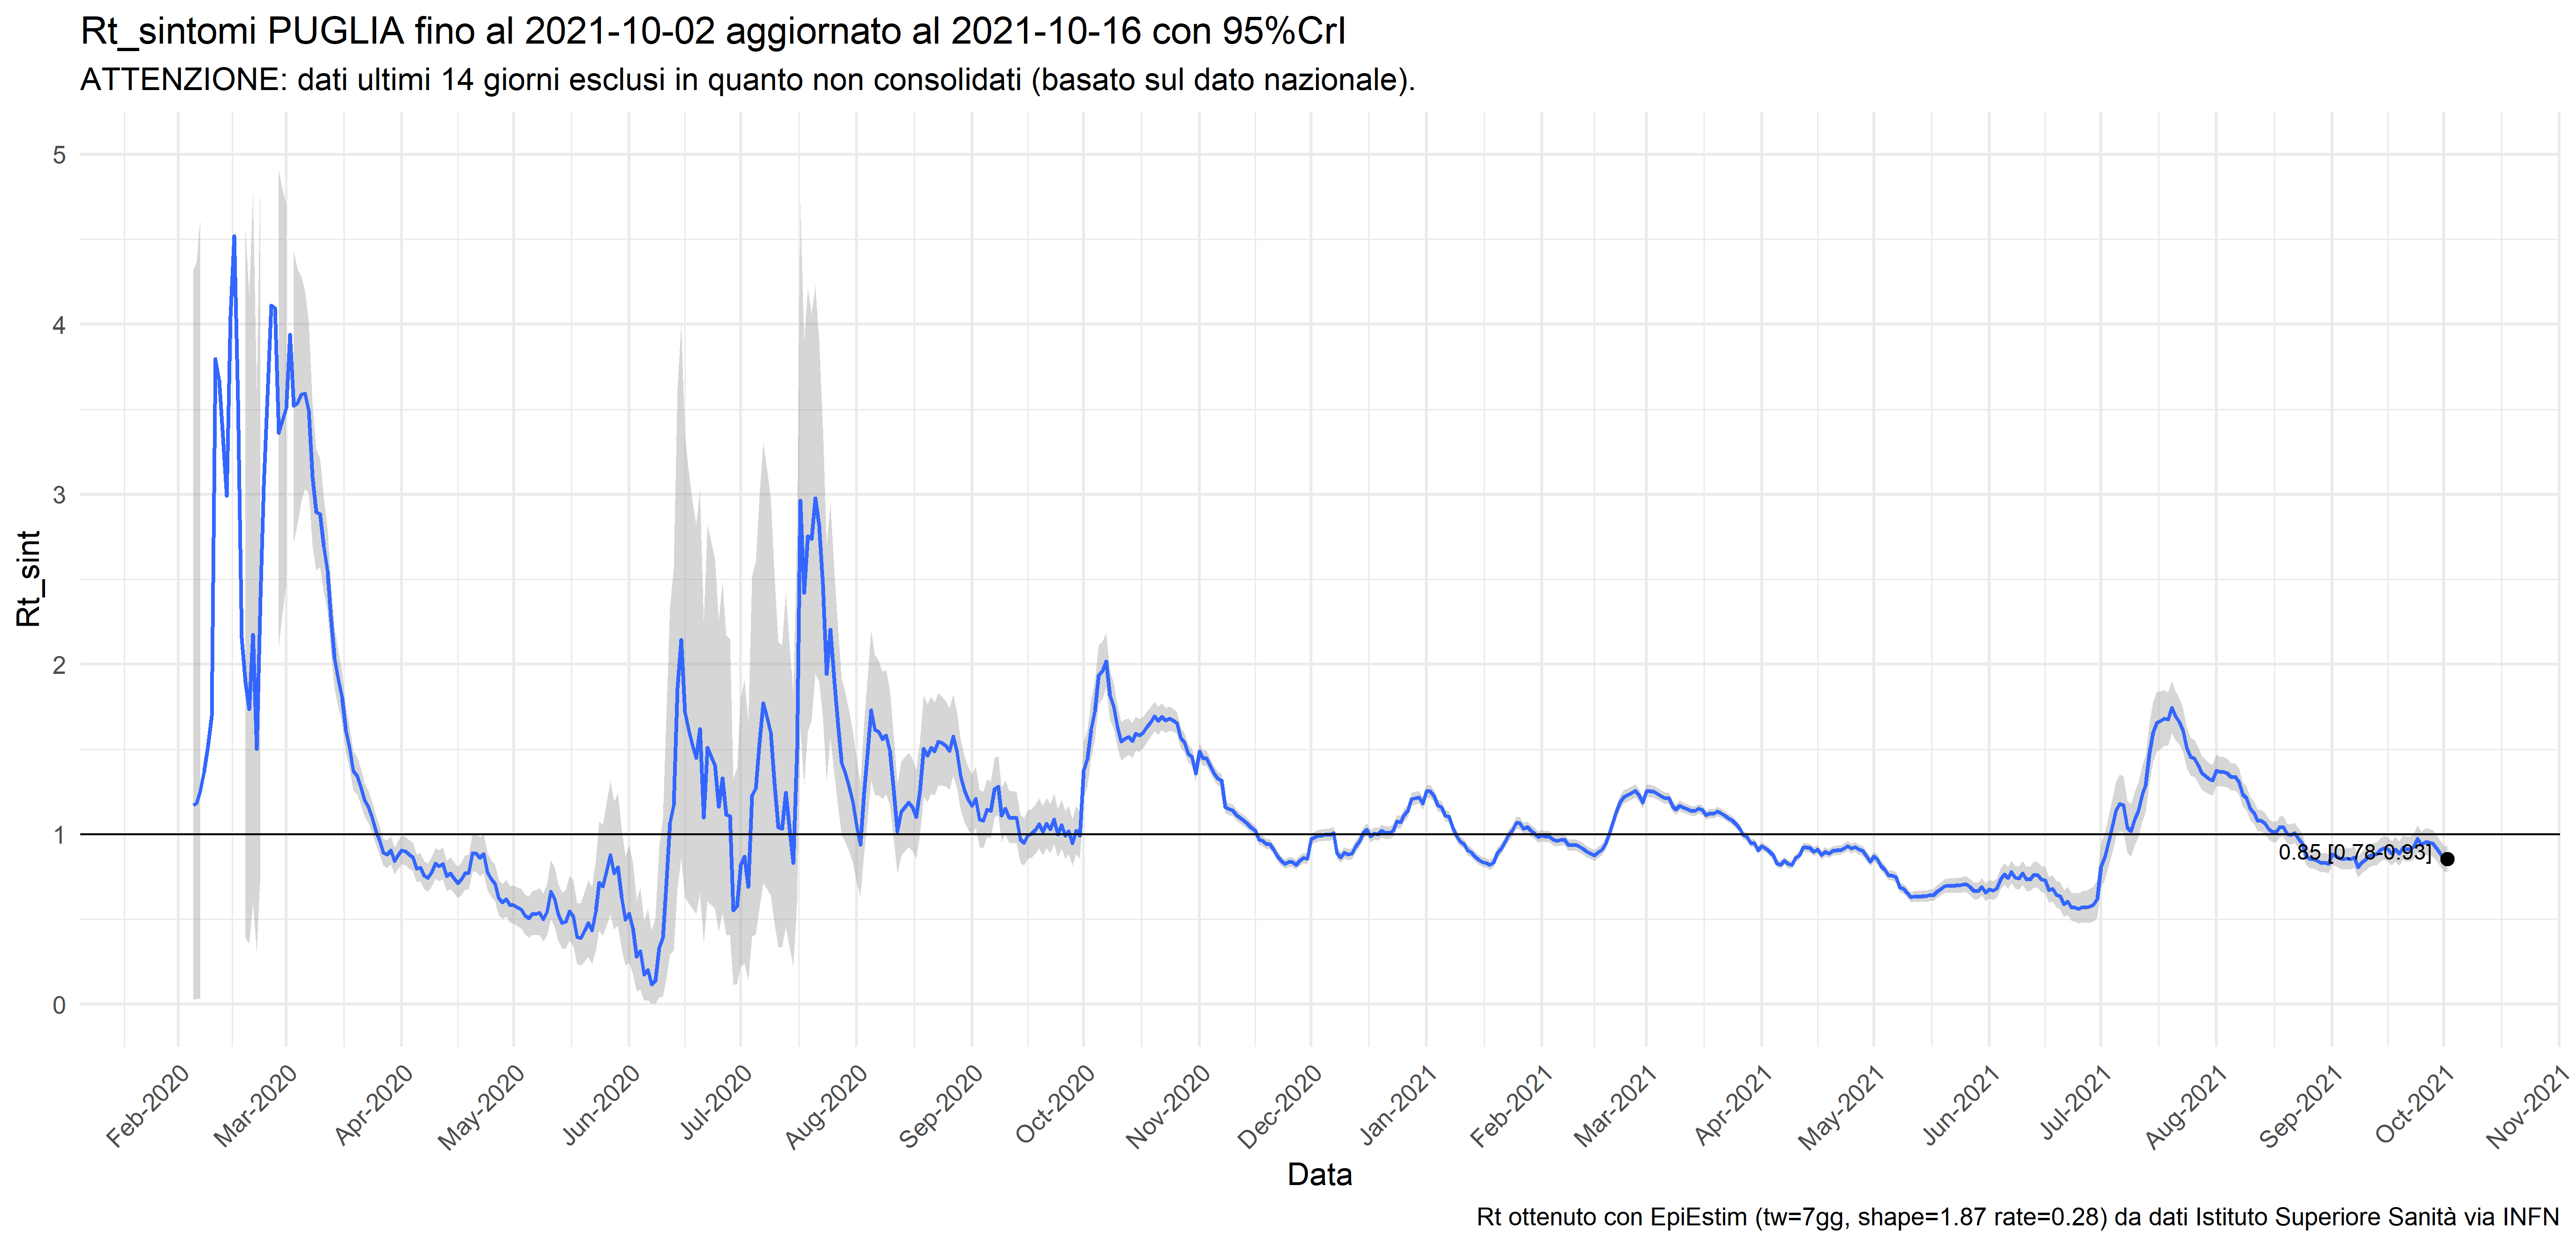 Rt_sintomi PUGLIA fino al 2021-10-02 aggiornato al 2021-10-16 con 95%CrI
ATTENZIONE: dati ultimi 14 giorni esclusi in quanto non consolidati (basato sul dato nazionale).
5
4
3
2
1
0
Rt_sint
0.85 [0.78-0.93]
Feb-2020
Mar-2020
Apr-2020
May-2020
Jun-2020
Jul-2020
Aug-2020
Sep-2020
Oct-2020
Nov-2020
Dec-2020
Jan-2021
Feb-2021
Mar-2021
Apr-2021
May-2021
Jun-2021
Jul-2021
Aug-2021
Sep-2021
Oct-2021
Nov-2021
Data
Rt ottenuto con EpiEstim (tw=7gg, shape=1.87 rate=0.28) da dati Istituto Superiore Sanità via INFN